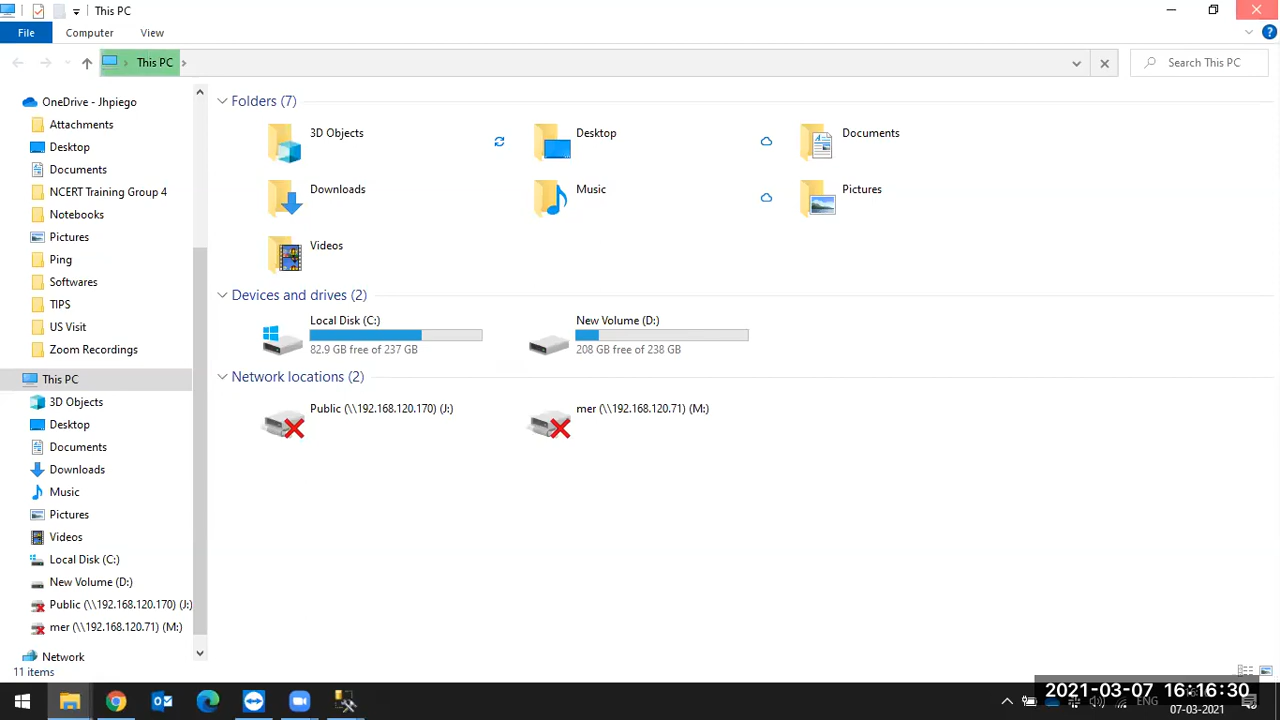 This PC
File Computer View
This PC
Search This PC
OneDrive - Jhpiego
Attachments
Desktop
Documents
NCERT Training Group 4
Notebooks
Pictures
Ping
Softwares
TIPS
US Visit
Zoom Recordings
This PC
3D Objects
Desktop
Documents
Downloads
Music
Pictures
Videos
Local Disk (C:)
New Volume (D:)
Public (\\192.168.120.170) (J:)
mer (\\192.168.120.71) (M:)
Network
Folders (7)
3D Objects
Desktop
Documents
Downloads
Music
Pictures
Videos
Devices and drives (2)
Local Disk (C:)
82.9 GB free of 237 GB
New Volume (D:)
208 GB free of 238 GB
Network locations (2)
Public (\\192.168.120.170) (J:)
mer (\\192.168.120.71) (M:)
11 items
2021-03-07 16:16:30
ENG
07-03-2021